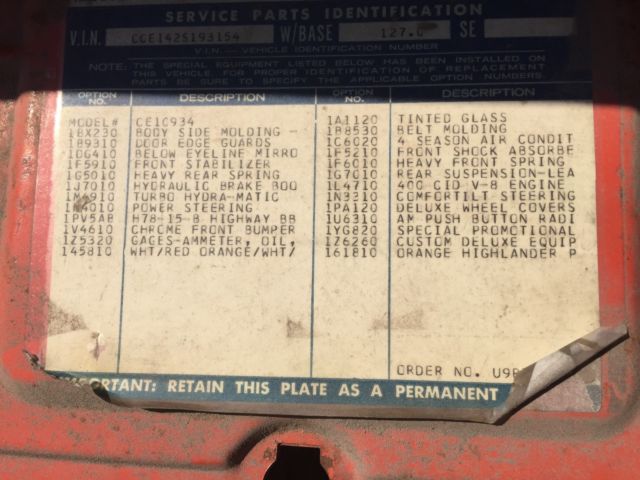 SERVICE PARTS IDENTIFICATION
V.I.N. CCE142S193154 W/BASE 127.0 SE
V.I.N. — VEHICLE IDENTIFICATION NUMBER
NOTE: THE SPECIAL EQUIPMENT LISTED BELOW HAS BEEN INSTALLED ON
THIS VEHICLE. FOR PROPER IDENTIFICATION OF REPLACEMENT
PARTS BE SURE TO SPECIFY THE APPLICABLE OPTION NUMBERS.
OPTION NO. DESCRIPTION OPTION NO. DESCRIPTION
MODEL# CE10934 1A1120 TINTED GLASS
1BX230 BODY SIDE MOLDING - 1B8530 BELT MOLDING
1B9310 DOOR EDGE GUARDS 1C6020 4 SEASON AIR CONDIT
1DG410 BELOW EYELINE MIRRO 1F5210 FRONT SHOCK ABSORBE
1F5910 FRONT STABILIZER 1F6010 HEAVY FRONT SPRING
1G5010 HEAVY REAR SPRING 1G7010 REAR SUSPENSION-LEA
1J7010 HYDRAULIC BRAKE BOO 1L4710 400 CID V-8 ENGINE
TURBO HYDRA-MATIC 1N3310 COMFORTILT STEERING
1N4010 POWER STEERING 1PA120 DELUXE WHEEL COVERS
1PV5AB H78-15-B HIGHWAY BB 1U6310 AM PUSH BUTTON RADI
1V4610 CHROME FRONT BUMPER 1YG820 SPECIAL PROMOTIONAL
1Z5320 GAGES-AMMETER, OIL, 1Z6260 CUSTOM DELUXE EQUIP
145810 WHT/RED ORANGE/WHT/ 161810 ORANGE HIGHLANDER P
ORDER NO. U9
IMPORTANT: RETAIN THIS PLATE AS A PERMANENT